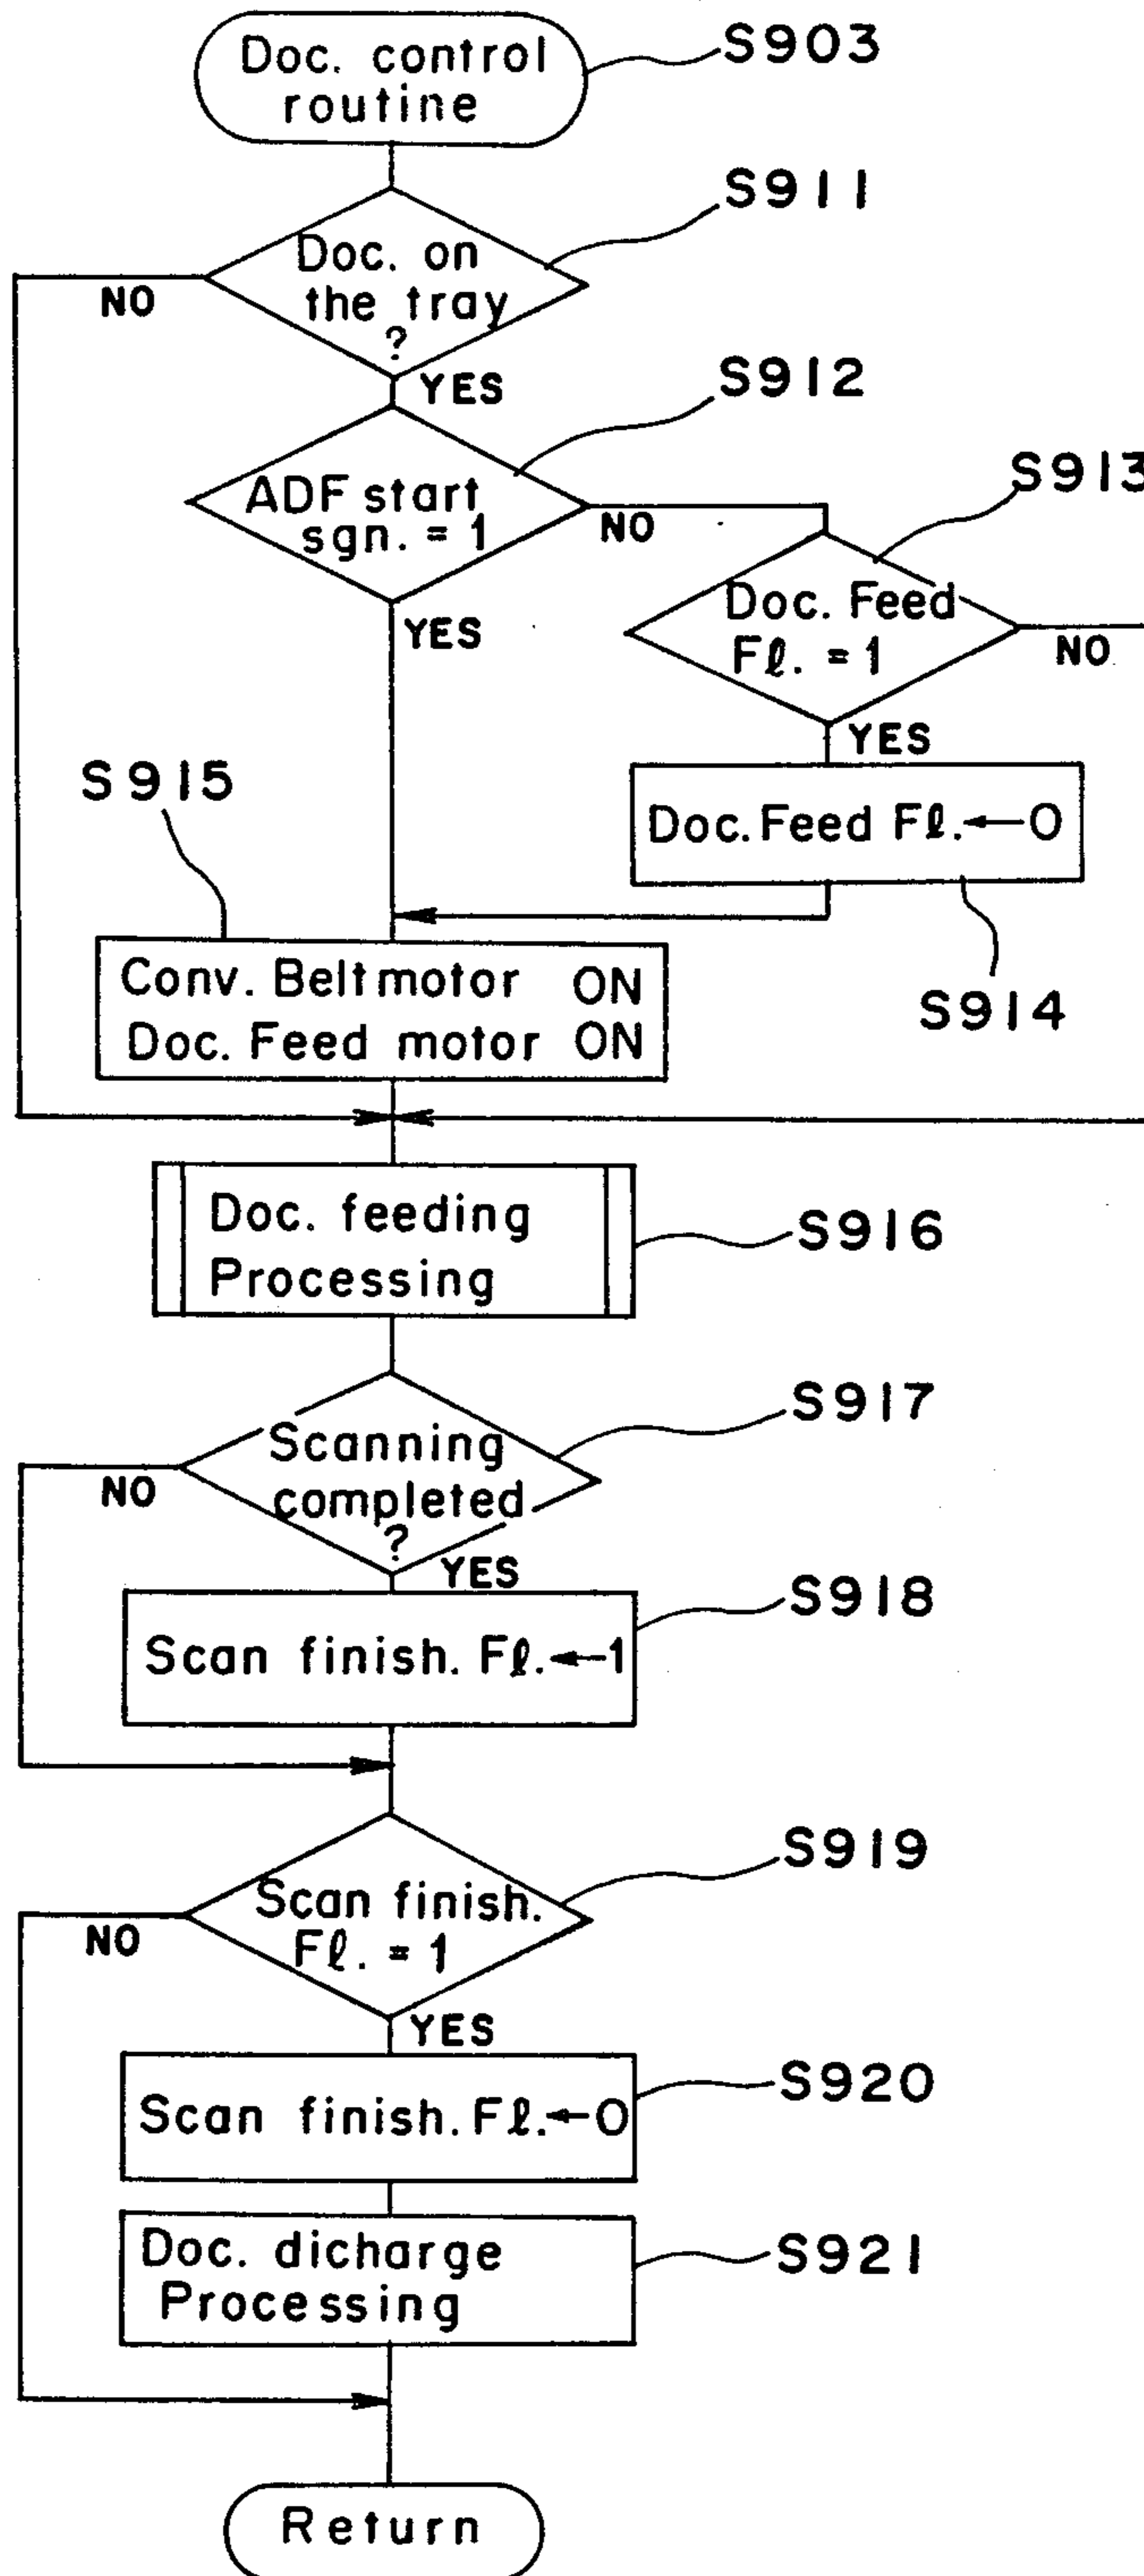 Doc. control
routine
S903
Doc. on
the tray
?
S911
NO
YES
ADF start
sgn. = 1
S912
NO
YES
Doc. Feed
Fℓ. = 1
S913
NO
YES
Doc. Feed Fℓ.←0
S914
S915
Conv. Belt motor ON
Doc. Feed motor ON
Doc. feeding
Processing
S916
Scanning
completed
?
S917
NO
YES
Scan finish. Fℓ.←1
S918
Scan finish.
Fℓ. = 1
S919
NO
YES
Scan finish. Fℓ.←0
S920
Doc. dicharge
Processing
S921
Return